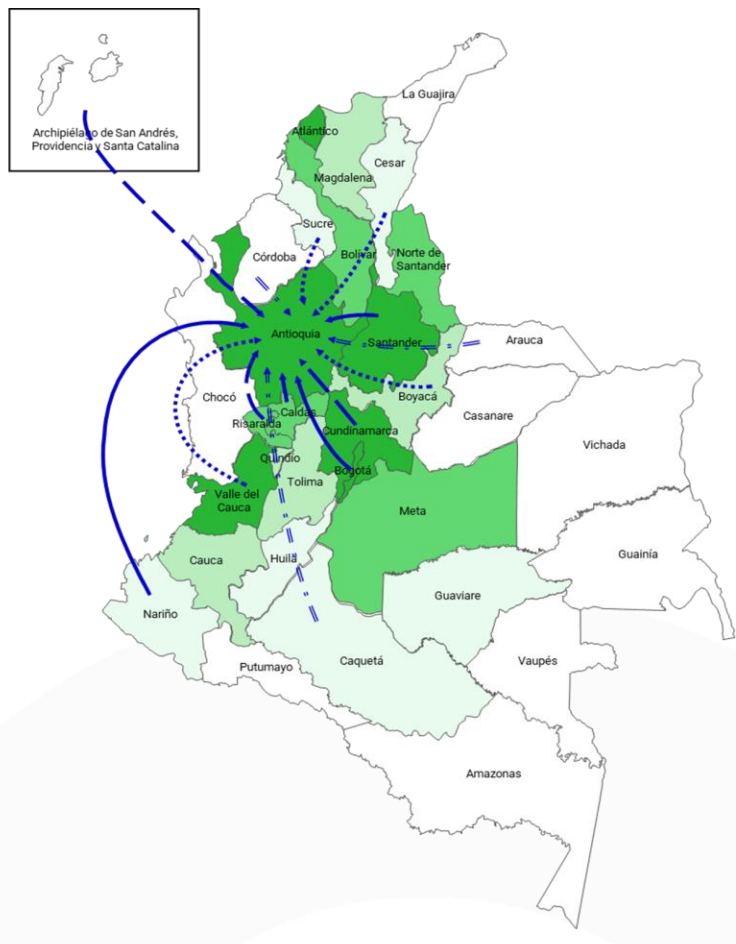 La Guajira
Archipiélago de San Andrés,
Providencia y Santa Catalina
Atlántico
Cesar
Magdalena
Sucre
Córdoba
Bolívar
Norte de
Santander
Antioquia
Santander
Arauca
Chocó
Boyacá
Caldas
Casanare
Risaralda
Cundinamarca
Vichada
Quindío
Bogotá
Tolima
Valle del
Cauca
Meta
Guainía
Cauca
Huila
Guaviare
Nariño
Caquetá
Vaupés
Putumayo
Amazonas